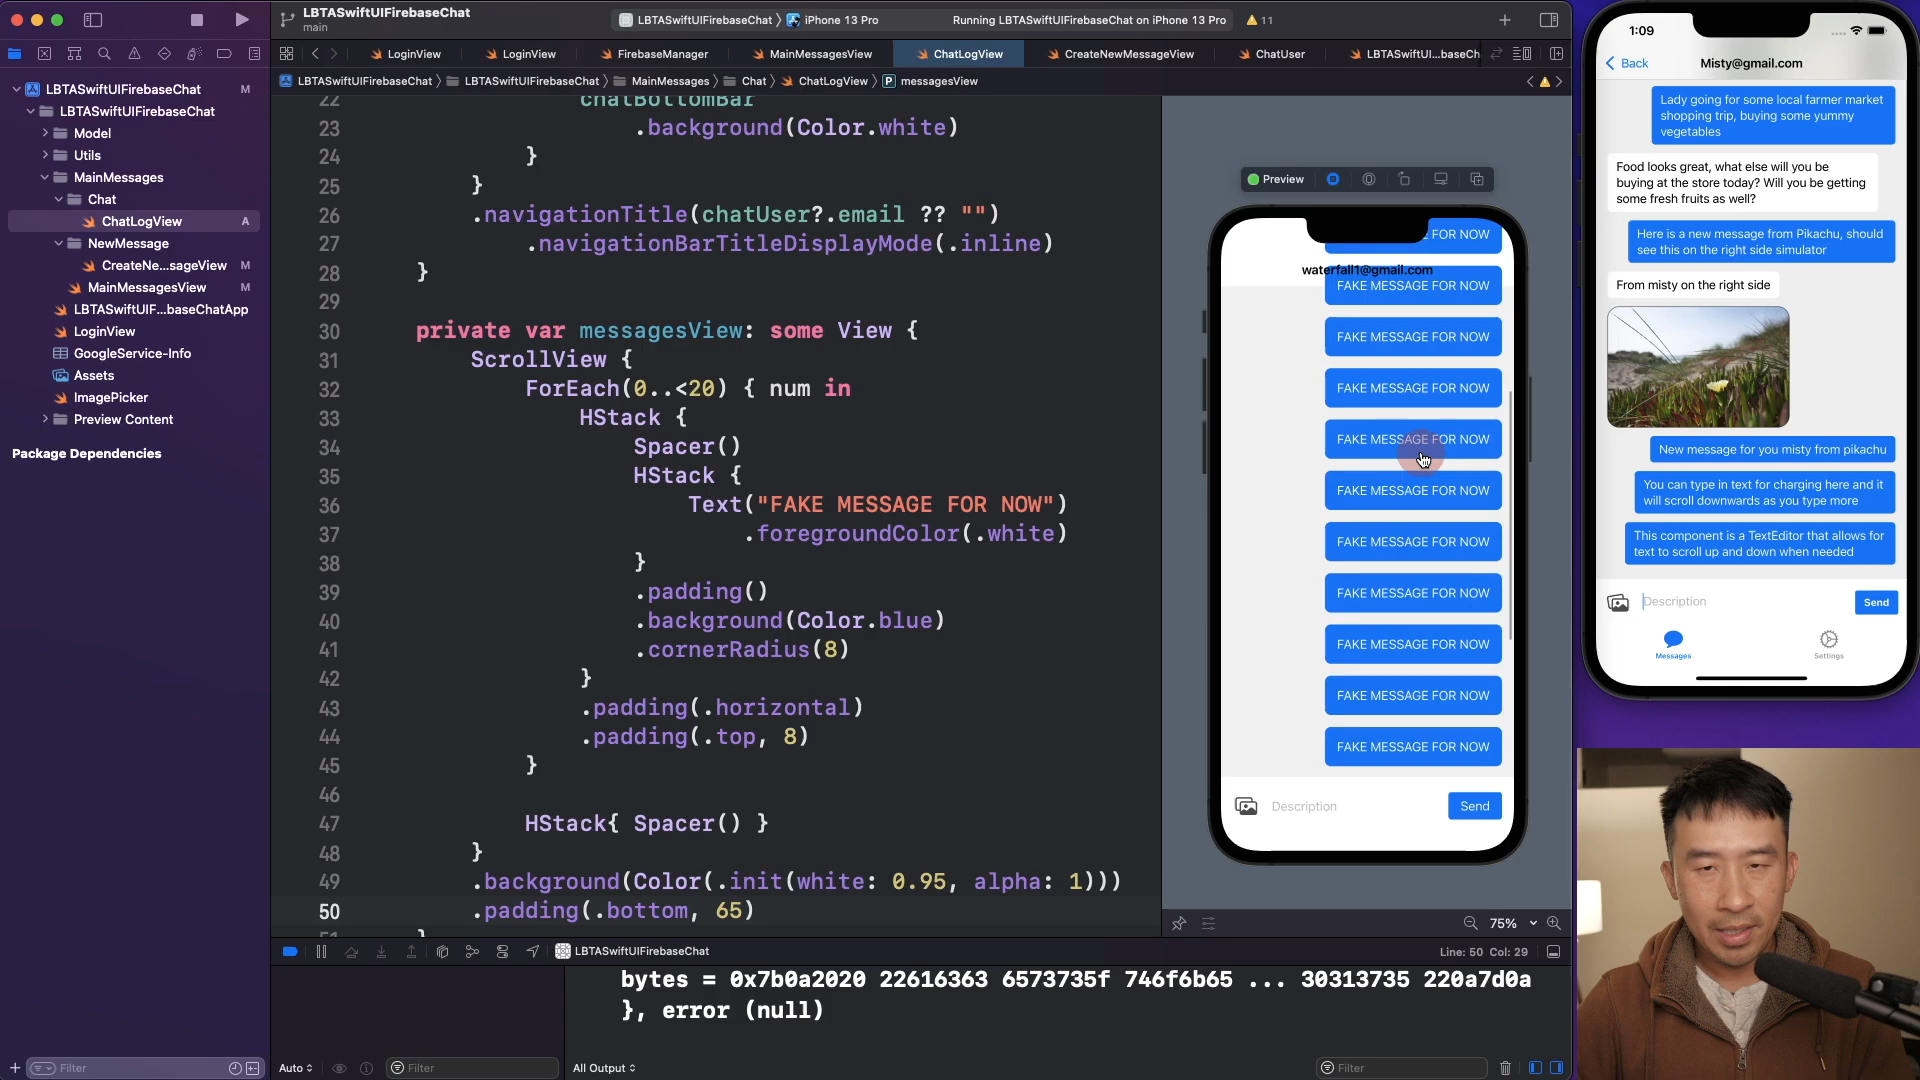 LBTASwiftUIFirebaseChat
main
LBTASwiftUIFirebaseChat
iPhone 13 Pro
Running LBTASwiftUIFirebaseChat on iPhone 13 Pro
11
LoginView
LoginView
FirebaseManager
MainMessagesView
ChatLogView
CreateNewMessageView
ChatUser
LBTASwiftUI...baseCh
LBTASwiftUIFirebaseChat
LBTASwiftUIFirebaseChat
MainMessages
Chat
ChatLogView
P
messagesView
LBTASwiftUIFirebaseChat M
LBTASwiftUIFirebaseChat
Model
Utils
MainMessages
Chat
ChatLogView A
NewMessage
CreateNe...sageView M
MainMessagesView M
LBTASwiftUIF...baseChatApp
LoginView
GoogleService-Info
Assets
ImagePicker
Preview Content
Package Dependencies
Filter
22 chatBottomBar
23 .background(Color.white)
24 }
25 }
26 .navigationTitle(chatUser?.email ?? "")
27 .navigationBarTitleDisplayMode(.inline)
28 }
29
30 private var messagesView: some View {
31 ScrollView {
32 ForEach(0..<20) { num in
33 HStack {
34 Spacer()
35 HStack {
36 Text("FAKE MESSAGE FOR NOW")
37 .foregroundColor(.white)
38 }
39 .padding()
40 .background(Color.blue)
41 .cornerRadius(8)
42 }
43 .padding(.horizontal)
44 .padding(.top, 8)
45 }
46
47 HStack{ Spacer() }
48 }
49 .background(Color(.init(white: 0.95, alpha: 1)))
50 .padding(.bottom, 65)
51 }
Preview
FOR NOW
waterfall1@gmail.com
FAKE MESSAGE FOR NOW
FAKE MESSAGE FOR NOW
FAKE MESSAGE FOR NOW
FAKE MESSAGE FOR NOW
FAKE MESSAGE FOR NOW
FAKE MESSAGE FOR NOW
FAKE MESSAGE FOR NOW
FAKE MESSAGE FOR NOW
FAKE MESSAGE FOR NOW
FAKE MESSAGE FOR NOW
Description
Send
75%
LBTASwiftUIFirebaseChat
Line: 50 Col: 29
bytes = 0x7b0a2020 22616363 6573735f 746f6b65 ... 30313735 220a7d0a
}, error (null)
Auto
Filter
All Output
Filter
1:09
Back
Misty@gmail.com
Lady going for some local farmer market
shopping trip, buying some yummy
vegetables
Food looks great, what else will you be
buying at the store today? Will you be getting
some fresh fruits as well?
Here is a new message from Pikachu, should
see this on the right side simulator
From misty on the right side
New message for you misty from pikachu
You can type in text for charging here and it
will scroll downwards as you type more
This component is a TextEditor that allows for
text to scroll up and down when needed
Description
Send
Messages
Settings